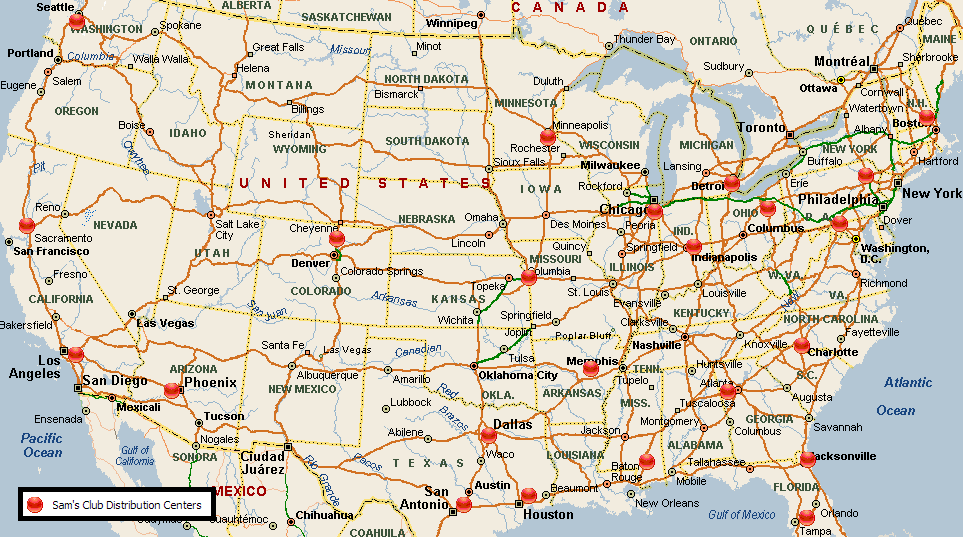 CANADA
Seattle
Spokane
WASHINGTON
ALBERTA
SASKATCHEWAN
Winnipeg
Thunder Bay
ONTARIO
QUÉBEC
Québec
MAINE
Portland
Columbia
Walla Walla
Great Falls
Missouri
Minot
Sudbury
Montréal
Sherbrooke
Ottawa
Cornwall
Salem
Eugene
Helena
MONTANA
NORTH DAKOTA
Bismarck
Duluth
MINNESOTA
Billings
OREGON
Boise
IDAHO
Sheridan
WYOMING
SOUTH DAKOTA
Minneapolis
Rochester
WISCONSIN
MICHIGAN
Toronto
Watertown
N.H.
Bost
Albany
NEW YORK
Buffalo
Hartford
Pit
Owyhee
Sioux Falls
Milwaukee
Lansing
UNITED STATES
IOWA
Rockford
Detroi
Erie
New York
Philadelphia
Reno
NEVADA
Salt Lake
City
Cheyenne
NEBRASKA
Omaha
Lincoln
Des Moines
Chicago
Peoria
OHIO
Columbus
P.A.
Dover
Sacramento
San Francisco
UTAH
Denver
Quincy
Springfield
IND.
Indianapolis
Washington,
D.C.
Fresno
CALIFORNIA
St. George
COLORADO
Colorado Springs
Topeka
MISSOURI
Columbia
ILLINOIS
St. Louis
W. VA.
Richmond
VA.
New
San Juan
Arkansas
KANSAS
Wichita
Springfield
Joplin
Evansville
Louisville
KENTUCKY
Bakersfield
Las Vegas
Clarksville
NORTH CAROLINA
Fayetteville
Los
Angeles
Santa Fe
Las Vegas
Canadian
Tulsa
Poplar Bluff
Nashville
Knoxville
Charlotte
San Diego
Mexicali
ARIZONA
Phoenix
Albuquerque
NEW MEXICO
Amarillo
Oklahoma City
OKLA.
Memphis
ARKANSAS
TENN.
Tupelo
Huntsville
Atlanta
S.C.
Atlantic
Ocean
Ensenada
Tucson
Lubbock
Red
Brazos
MISS.
Tuscaloosa
Augusta
GEORGIA
Savannah
Pacific
Ocean
Gulf of
California
Nogales
SONORA
Ciudad
Juárez
Abilene
Dallas
Jackson
Montgomery
Columbus
ALABAMA
Rio
Grande
Pecos
TEXAS
Waco
LOUISIANA
Baton
Rouge
Mobile
Tallahassee
Jacksonville
MEXICO
San
Antonio
Austin
Houston
Beaumont
New Orleans
FLORIDA
Gulf of Mexico
Orlando
Tampa
Sam's Club Distribution Centers
Cuauhtémoc
Chihuahua
COAHUILA